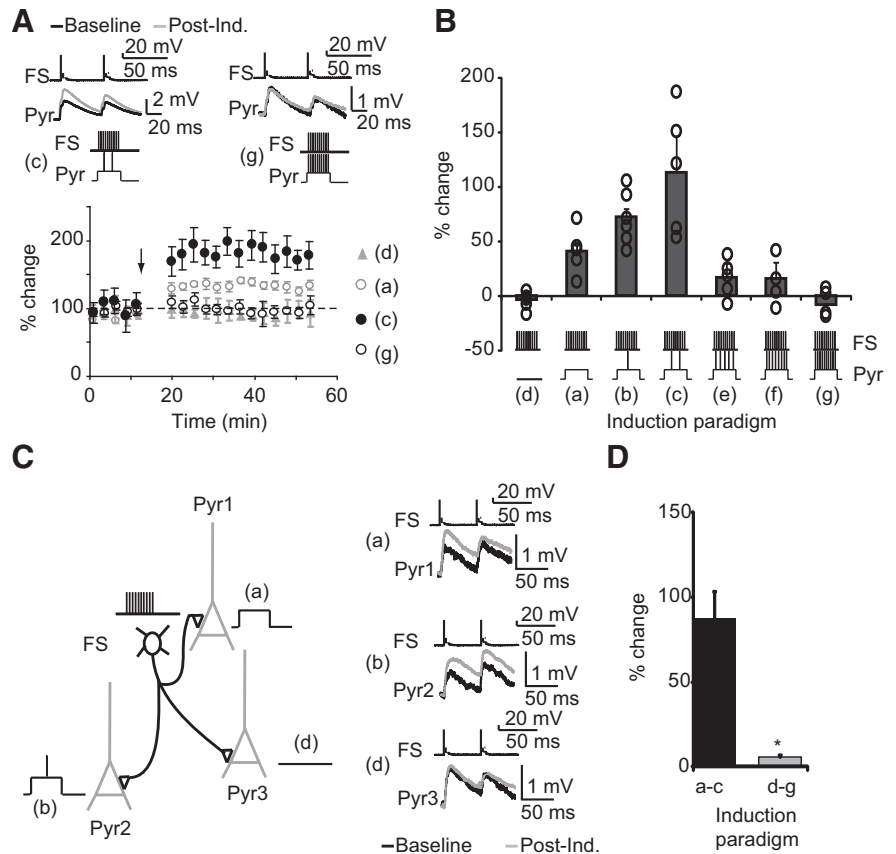 A
Baseline Post-Ind.
20 mV
50 ms
FS
Pyr
2 mV
20 ms
FS
(c)
Pyr
20 mV
50 ms
FS
Pyr
1 mV
20 ms
FS
(g)
Pyr
% change
200
100
0
0 20 40 60
Time (min)
(d)
(a)
(c)
(g)
B
% change
200
150
100
50
0
-50
FS
Pyr
(d) (a) (b) (c) (e) (f) (g)
Induction paradigm
C
Pyr1
(a)
FS
(d)
(b)
Pyr3
Pyr2
20 mV
FS
50 ms
(a)
Pyr1
1 mV
50 ms
20 mV
FS
50 ms
(b)
Pyr2
1 mV
50 ms
20 mV
FS
50 ms
(d)
Pyr3
1 mV
50 ms
Baseline Post-Ind.
D
% change
150
100
50
0
*
a-c d-g
Induction
paradigm